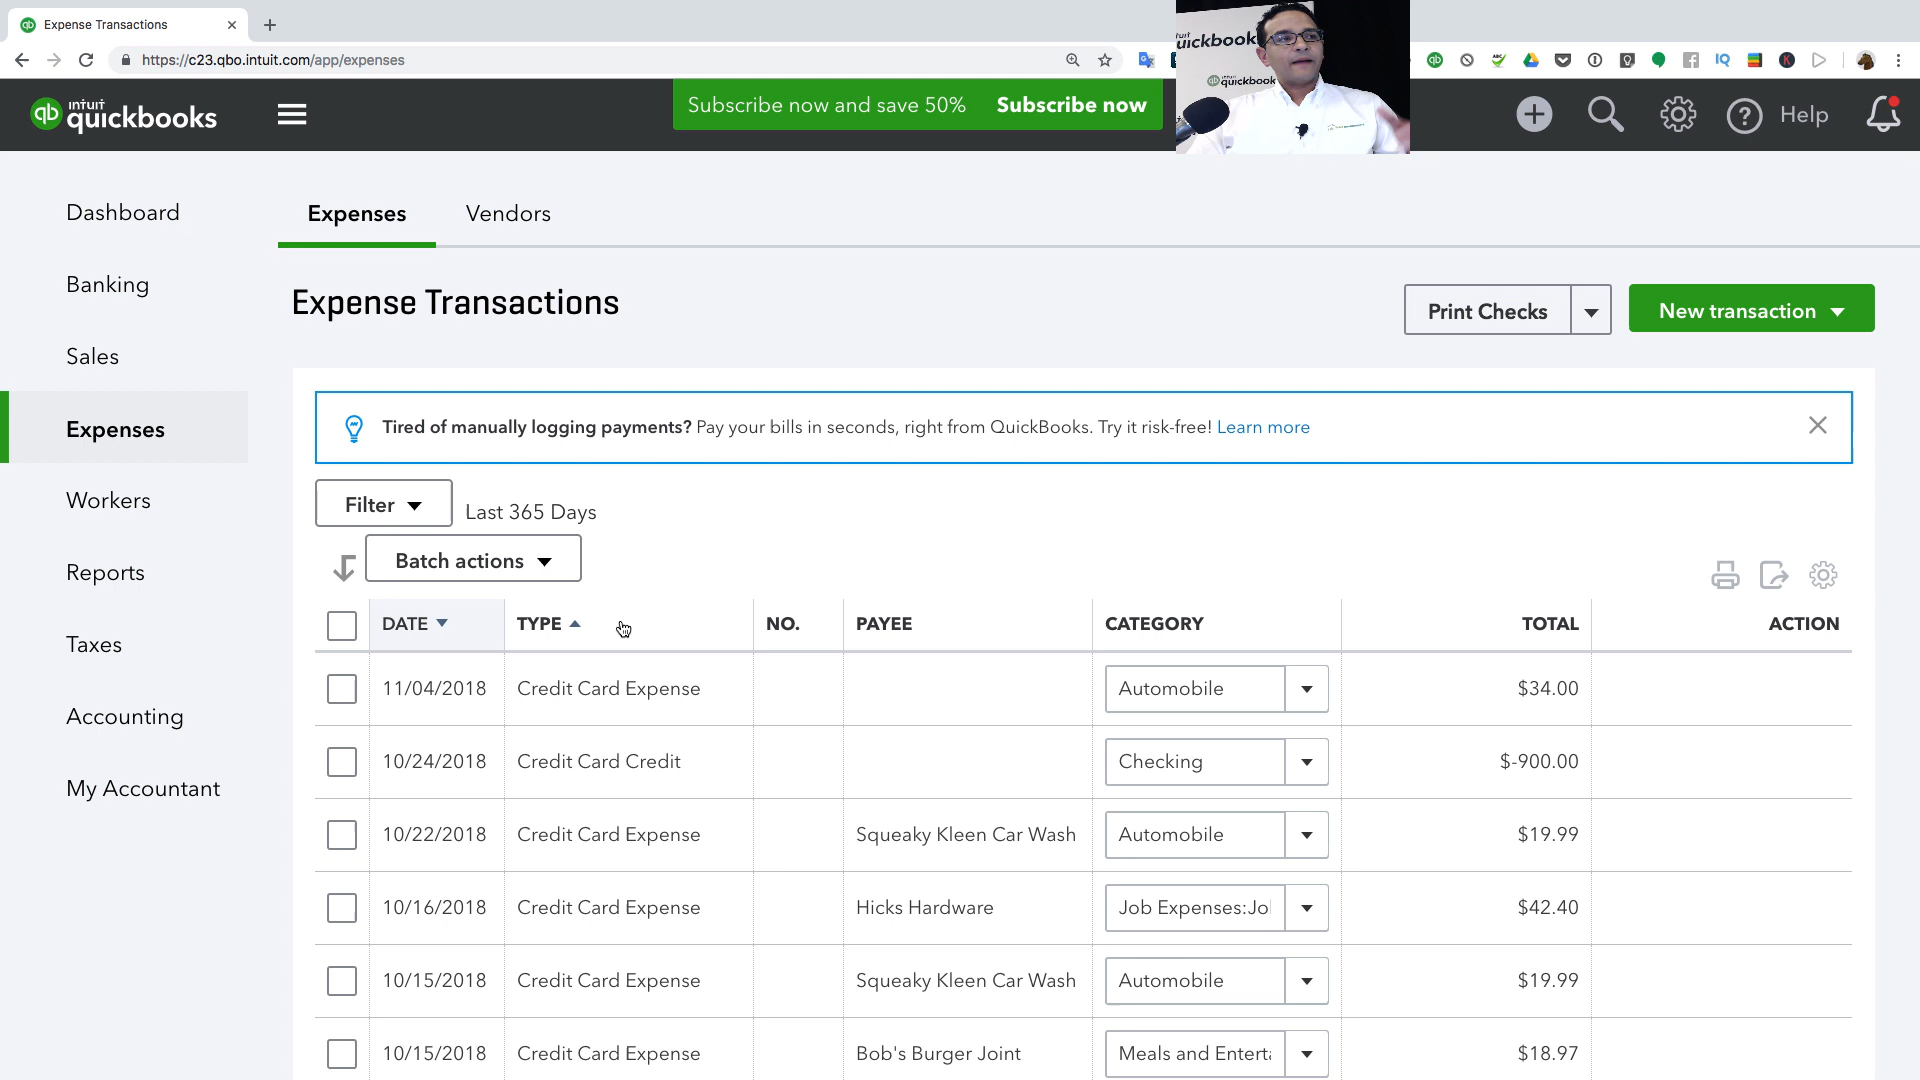 Expense Transactions
https://c23.qbo.intuit.com/app/expenses
intuit
quickbooks
Subscribe now and save 50% Subscribe now
quickbooks
Help
Dashboard
Banking
Sales
Expenses
Workers
Reports
Taxes
Accounting
My Accountant
Expenses Vendors
Expense Transactions
Print Checks New transaction
Tired of manually logging payments? Pay your bills in seconds, right from QuickBooks. Try it risk-free! Learn more
Filter Last 365 Days
Batch actions
DATE TYPE NO. PAYEE CATEGORY TOTAL ACTION
11/04/2018 Credit Card Expense Automobile $34.00
10/24/2018 Credit Card Credit Checking $-900.00
10/22/2018 Credit Card Expense Squeaky Kleen Car Wash Automobile $19.99
10/16/2018 Credit Card Expense Hicks Hardware Job Expenses:Jo $42.40
10/15/2018 Credit Card Expense Squeaky Kleen Car Wash Automobile $19.99
10/15/2018 Credit Card Expense Bob's Burger Joint Meals and Entert $18.97